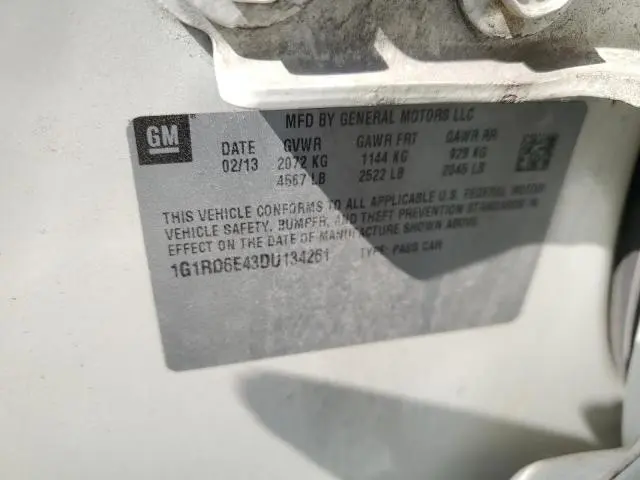 GM
MFD BY GENERAL MOTORS LLC
DATE GVWR GAWR FRT GAWR RR
02/13 2072 KG 1144 KG 928 KG
4567 LB 2522 LB 2045 LB
THIS VEHICLE CONFORMS TO ALL APPLICABLE U.S. FEDERAL MOTOR
VEHICLE SAFETY, BUMPER, AND THEFT PREVENTION STANDARDS IN
EFFECT ON THE DATE OF MANUFACTURE SHOWN ABOVE.
1G1RD6E43DU134261 TYPE: PASS CAR